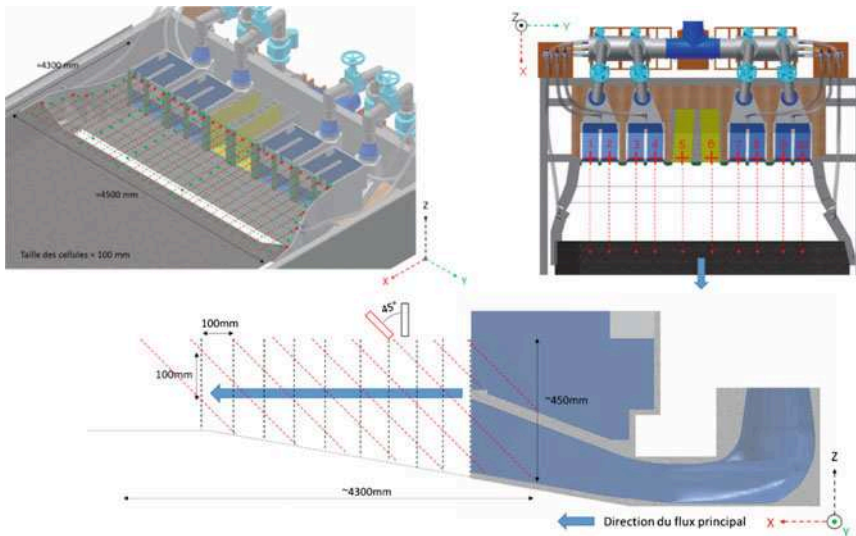 ≈4300 mm
≈4500 mm
Taille des cellules ≈ 100 mm
Z
X
Y
Z
Y
X
1 2 3 4 5 6 7 8 9
45°
100mm
100mm
~450mm
~4300mm
Direction du flux principal
Z
X
Y